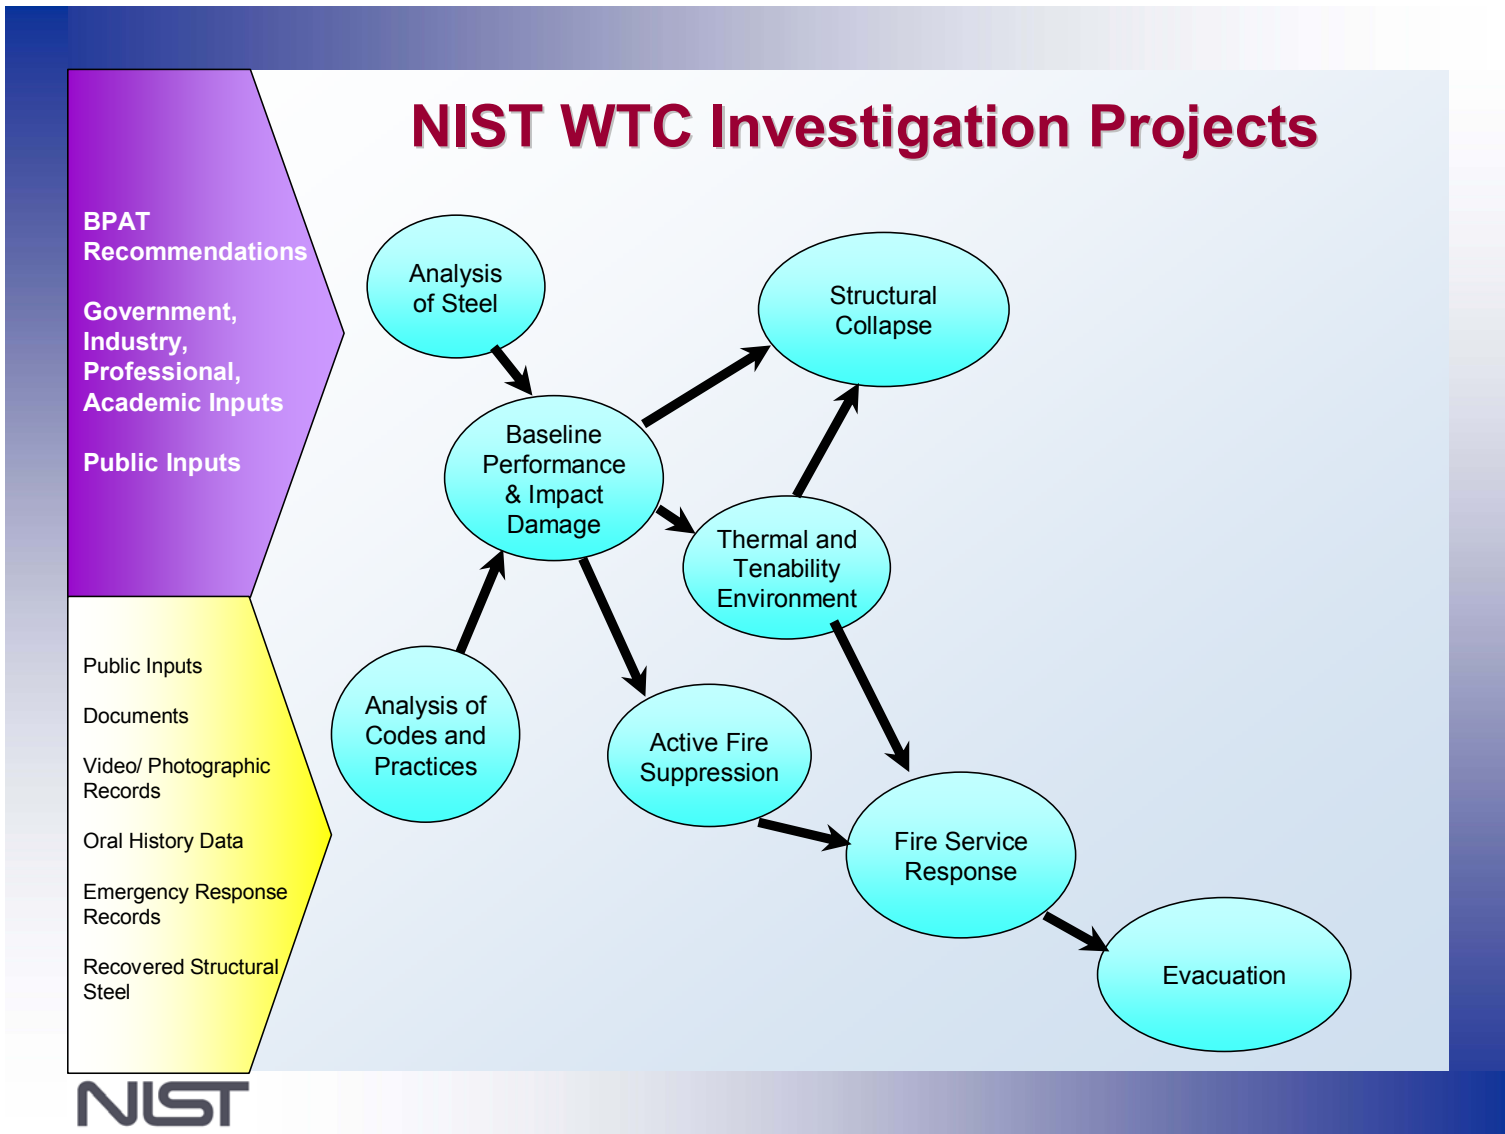 NIST WTC Investigation Projects
BPAT
Recommendations
Government,
Industry,
Professional,
Academic Inputs
Public Inputs
Public Inputs
Documents
Video/ Photographic
Records
Oral History Data
Emergency Response
Records
Recovered Structural
Steel
Analysis
of Steel
Structural
Collapse
Baseline
Performance
& Impact
Damage
Thermal and
Tenability
Environment
Analysis of
Codes and
Practices
Active Fire
Suppression
Fire Service
Response
Evacuation
NIST